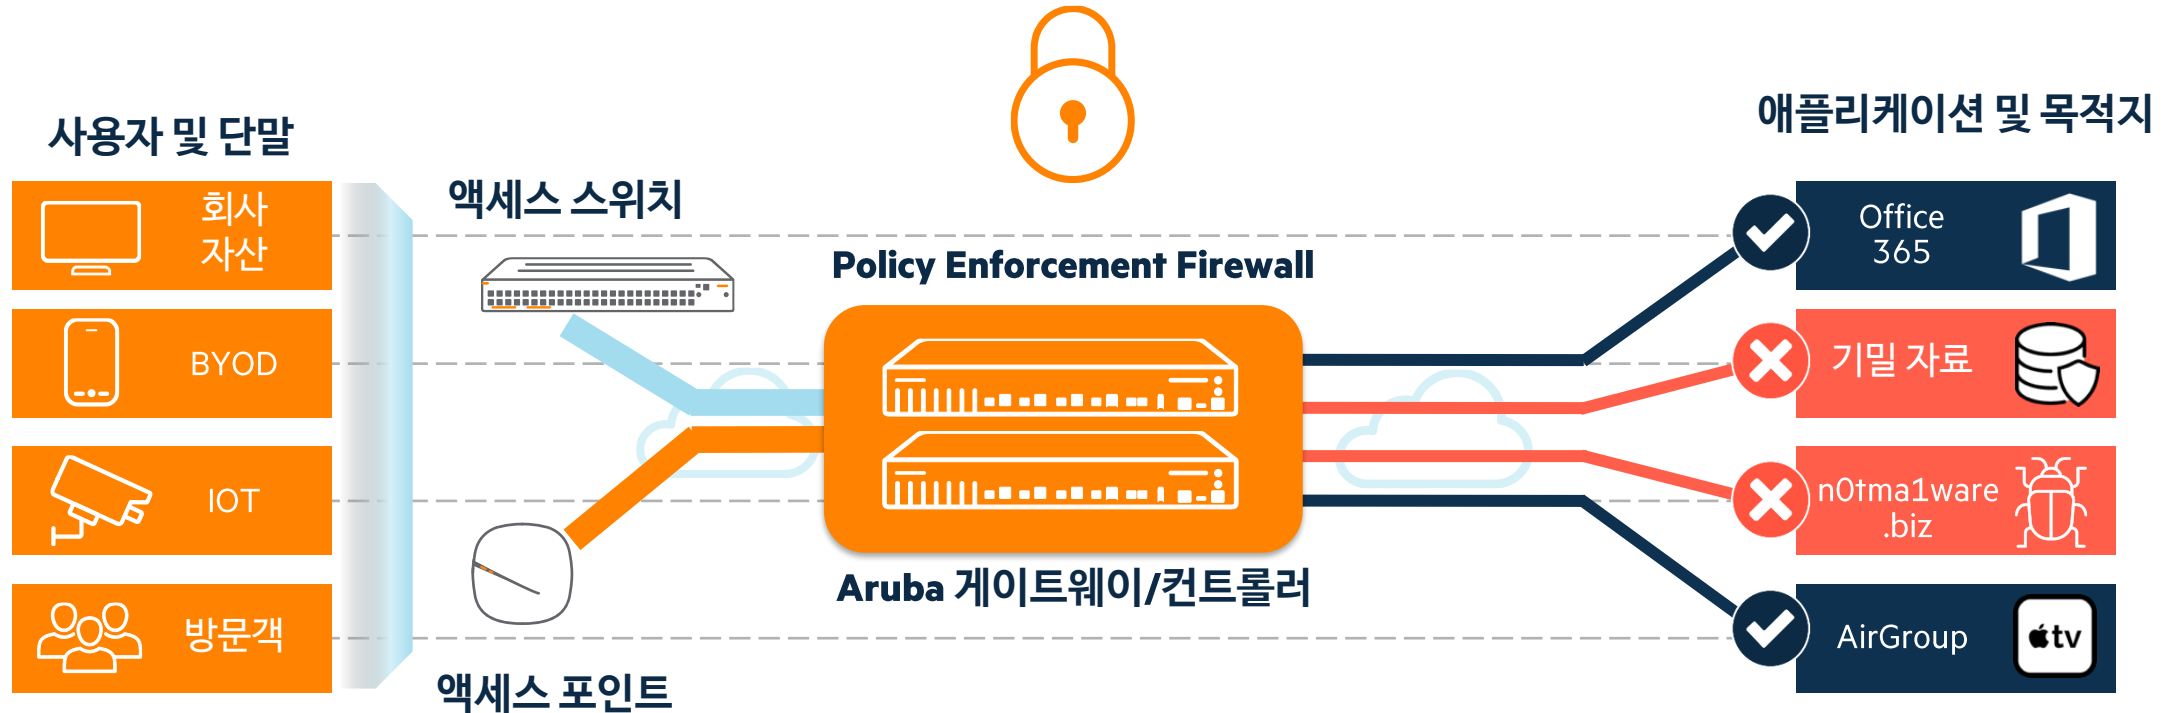 사용자 및 단말
회사
자산
BYOD
IOT
방문객
액세스 스위치
액세스 포인트
Policy Enforcement Firewall
Aruba 게이트웨이/컨트롤러
애플리케이션 및 목적지
Office
365
기밀 자료
n0tma1ware
.biz
AirGroup
tv